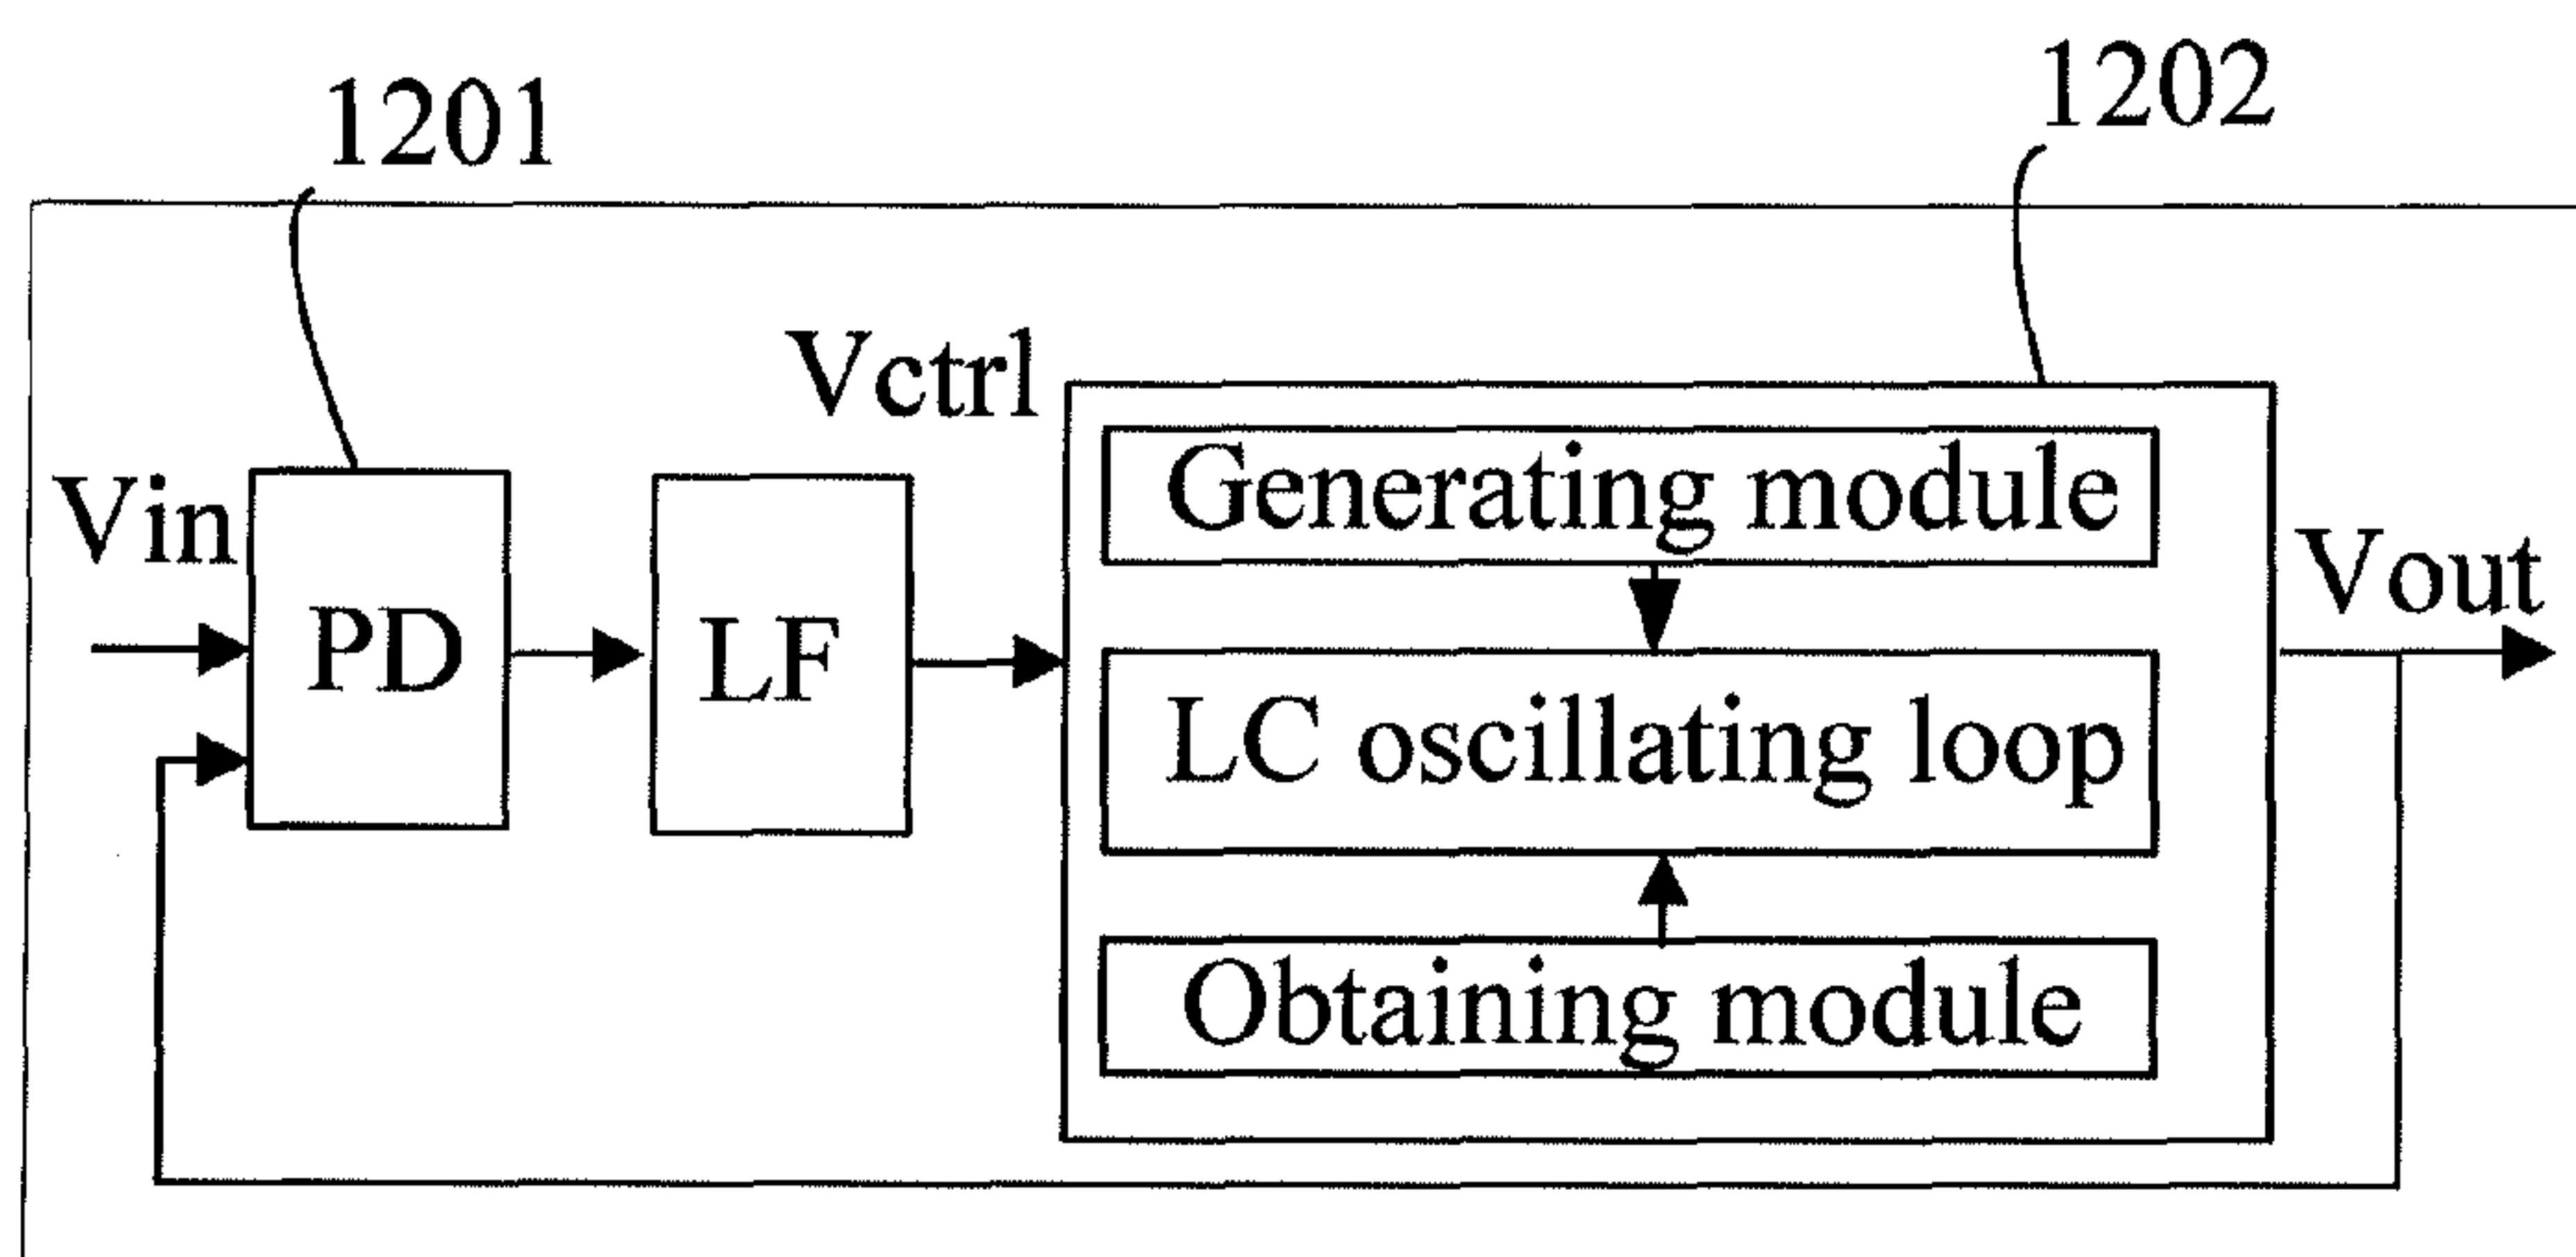 1201
1202
Vctrl
Vin
PD
LF
Generating module
LC oscillating loop
Obtaining module
Vout